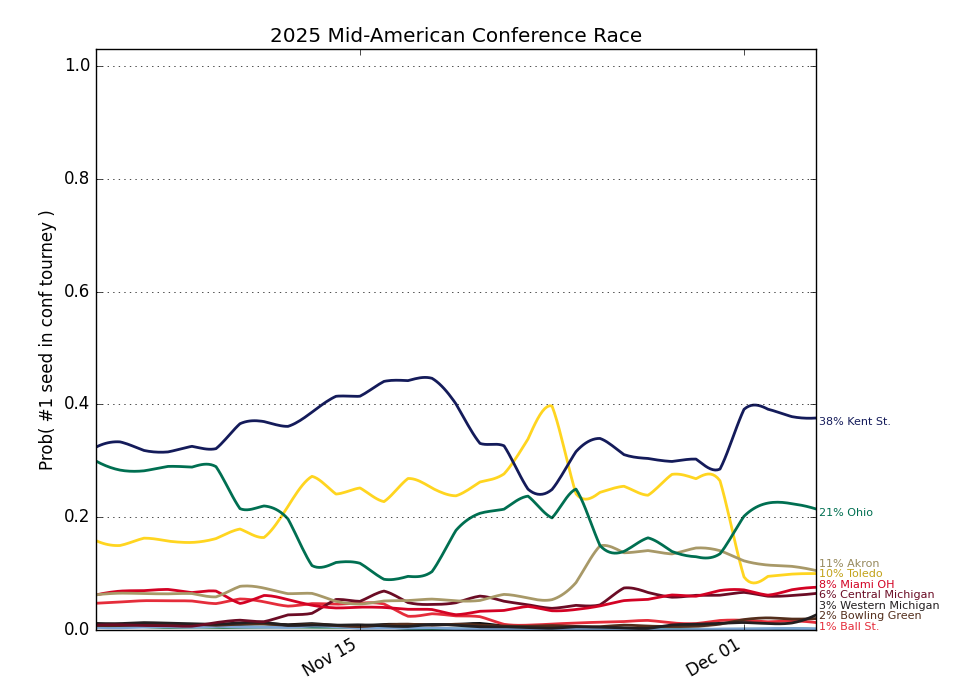 2025 Mid-American Conference Race
Prob( #1 seed in conf tourney )
1.0
0.8
0.6
0.4
0.2
0.0
Nov 15
Dec 01
38% Kent St.
21% Ohio
11% Akron
10% Toledo
8% Miami OH
6% Central Michigan
3% Western Michigan
2% Bowling Green
1% Ball St.